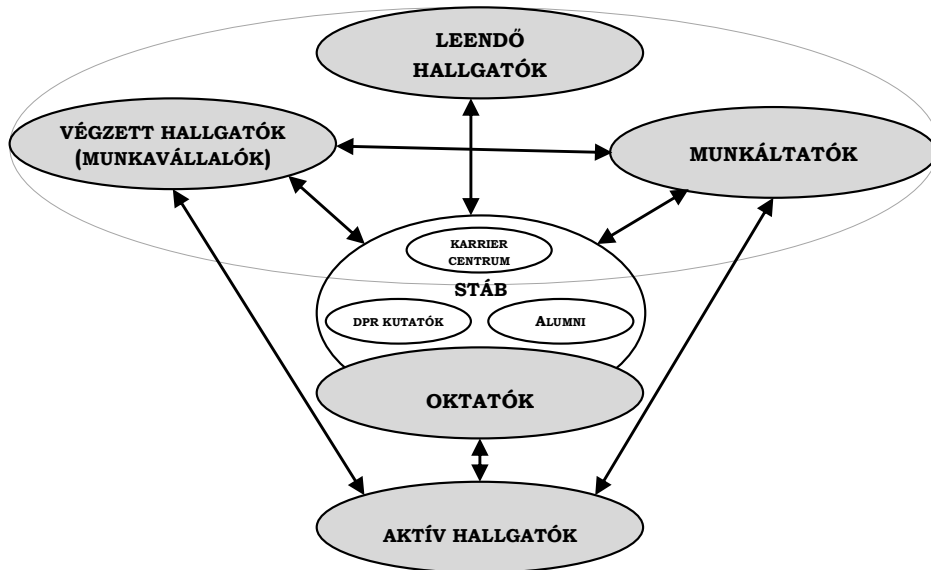 LEENDŐ
HALLGATÓK
VÉGZETT HALLGATÓK
(MUNKAVÁLLALÓK)
MUNKÁLTATÓK
KARRIER
CENTRUM
STÁB
DPR KUTATÓK
ALUMNI
OKTATÓK
AKTÍV HALLGATÓK